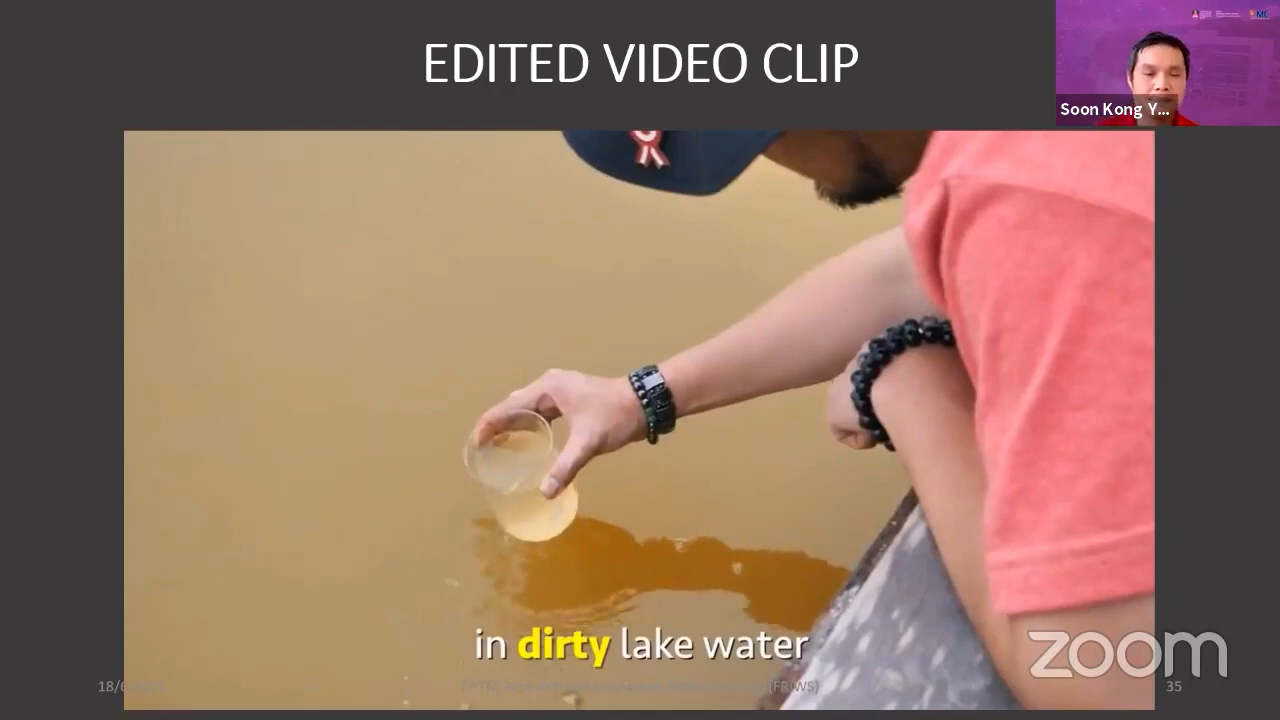 EDITED VIDEO CLIP
Soon Kong Y...
in dirty lake water
zoom
35